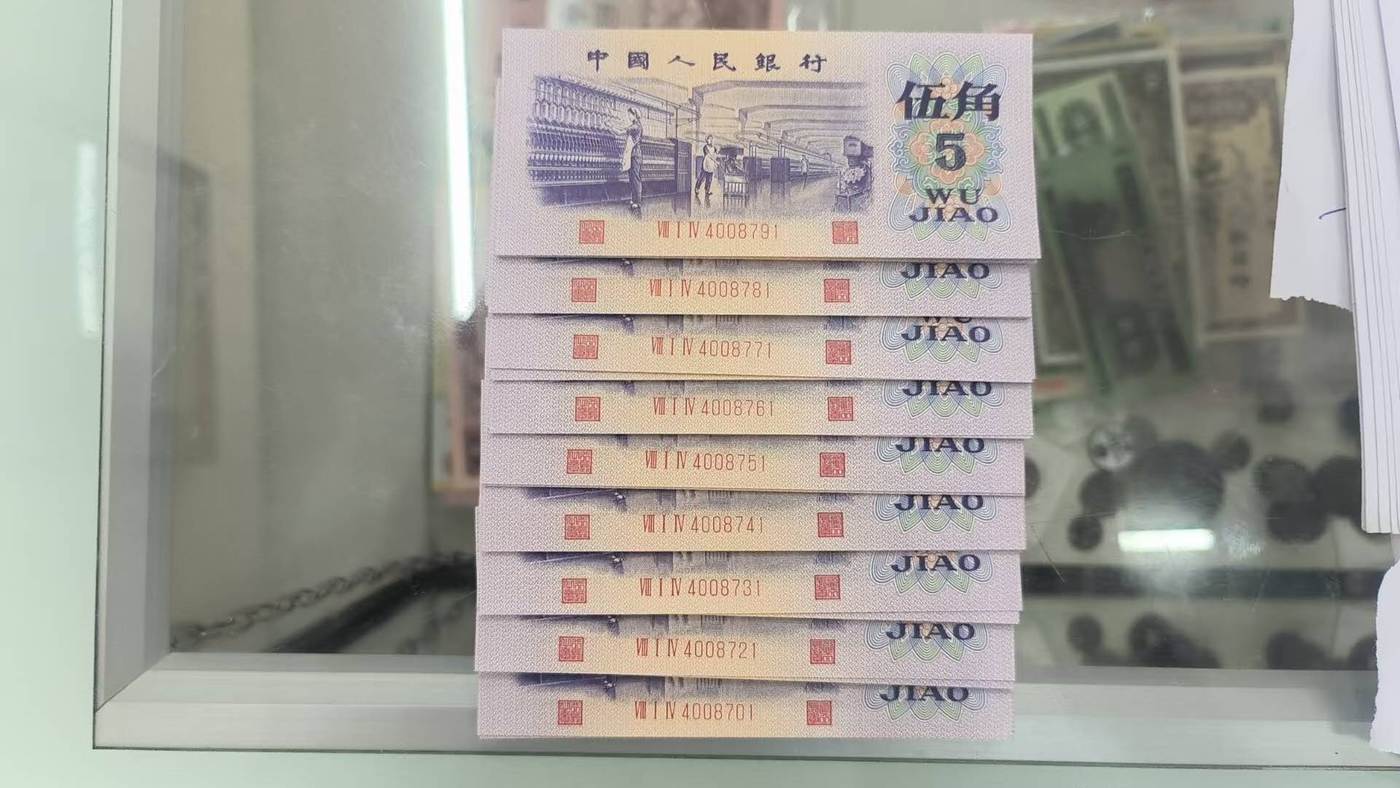 中國人民銀行
伍角
5
WU
JIAO
Ⅷ Ⅰ Ⅳ 4008791
JIAO
Ⅷ Ⅰ Ⅳ 4008781
JIAO
Ⅷ Ⅰ Ⅳ 4008771
JIAO
Ⅷ Ⅰ Ⅳ 4008761
JIAO
Ⅷ Ⅰ Ⅳ 4008751
JIAO
Ⅷ Ⅰ Ⅳ 4008741
JIAO
Ⅷ Ⅰ Ⅳ 4008731
JIAO
Ⅷ Ⅰ Ⅳ 4008721
JIAO
Ⅷ Ⅰ Ⅳ 4008701